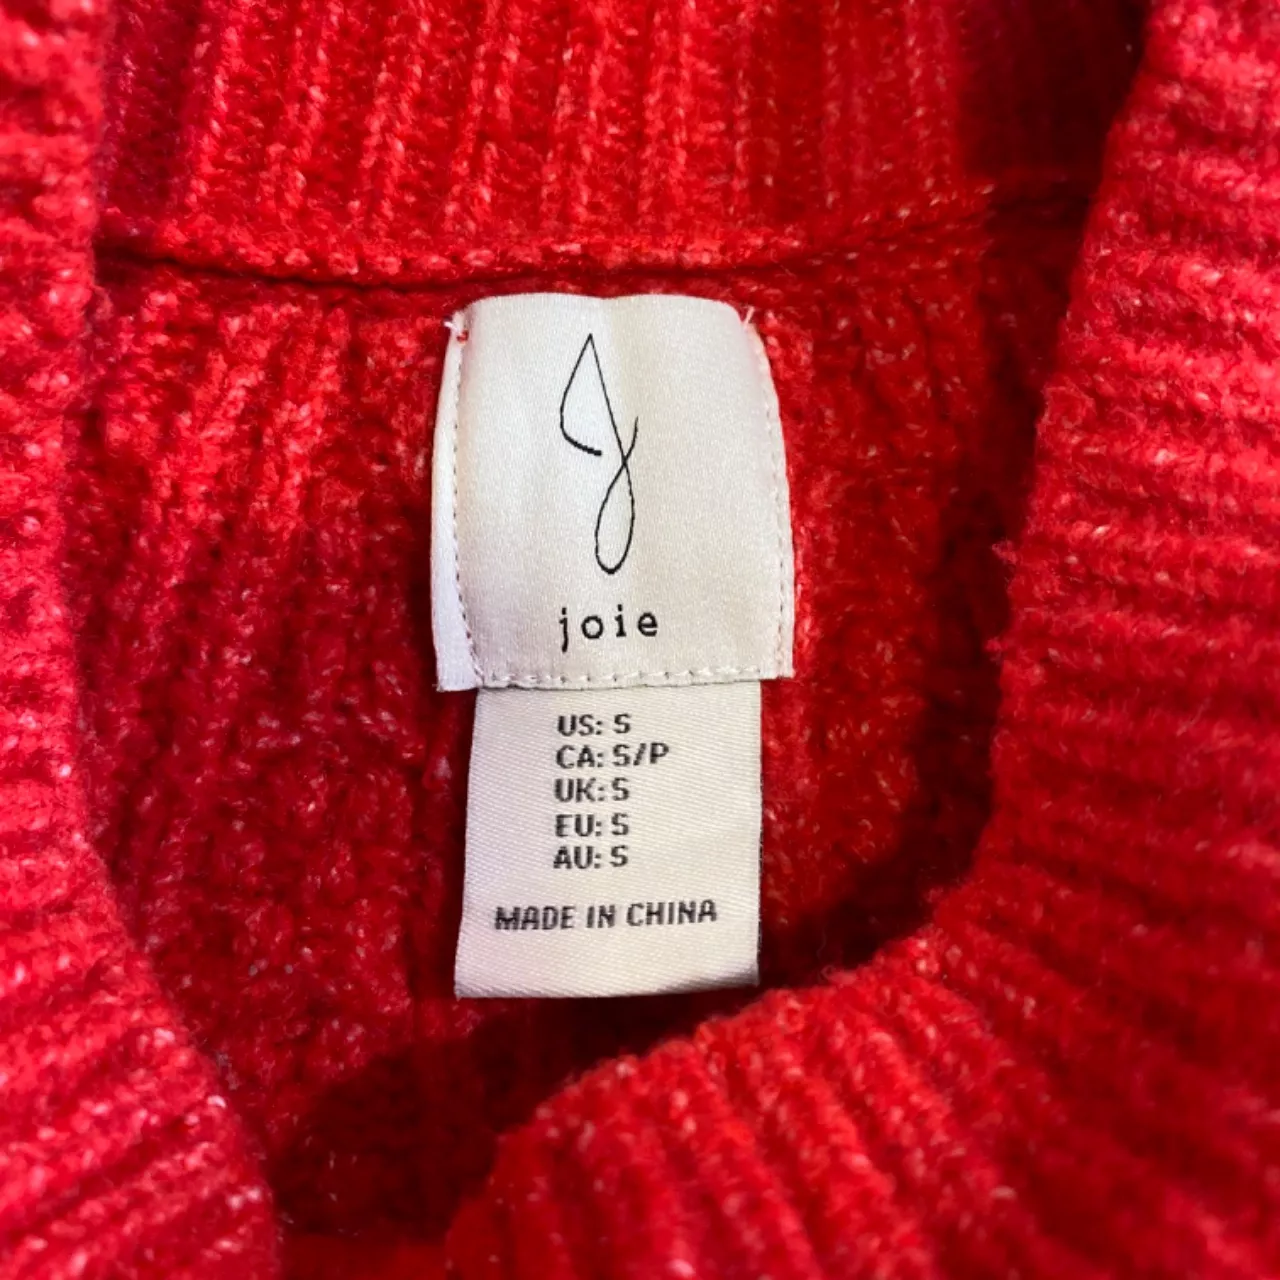 joie
US: S
CA: S/P
UK: S
EU: S
AU: S
MADE IN CHINA